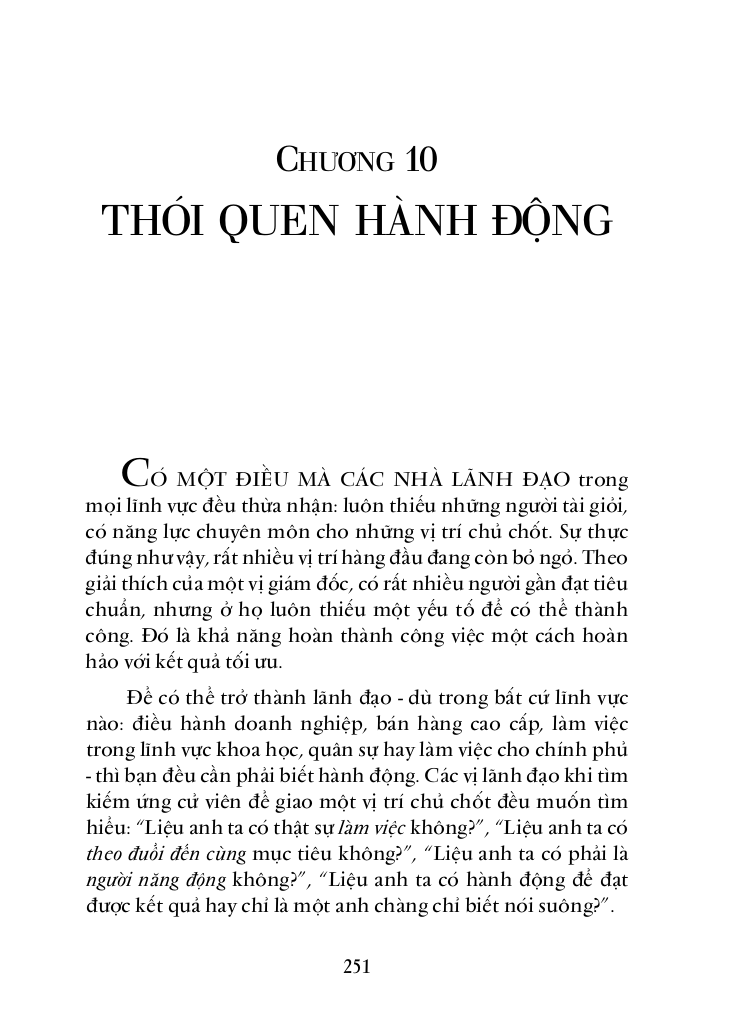 CHƯƠNG 10
THÓI QUEN HÀNH ĐỘNG
CÓ MỘT ĐIỀU MÀ CÁC NHÀ LÃNH ĐẠO trong
mọi lĩnh vực đều thừa nhận: luôn thiếu những người tài giỏi,
có năng lực chuyên môn cho những vị trí chủ chốt. Sự thực
đúng như vậy, rất nhiều vị trí hàng đầu đang còn bỏ ngỏ. Theo
giải thích của một vị giám đốc, có rất nhiều người gần đạt tiêu
chuẩn, nhưng ở họ luôn thiếu một yếu tố để có thể thành
công. Đó là khả năng hoàn thành công việc một cách hoàn
hảo với kết quả tối ưu.
Để có thể trở thành lãnh đạo - dù trong bất cứ lĩnh vực
nào: điều hành doanh nghiệp, bán hàng cao cấp, làm việc
trong lĩnh vực khoa học, quân sự hay làm việc cho chính phủ
- thì bạn đều cần phải biết hành động. Các vị lãnh đạo khi tìm
kiếm ứng cử viên để giao một vị trí chủ chốt đều muốn tìm
hiểu: “Liệu anh ta có thật sự làm việc không?”, “Liệu anh ta có
theo đuổi đến cùng mục tiêu không?”, “Liệu anh ta có phải là
người năng động không?”, “Liệu anh ta có hành động để đạt
được kết quả hay chỉ là một anh chàng chỉ biết nói suông?”.
251